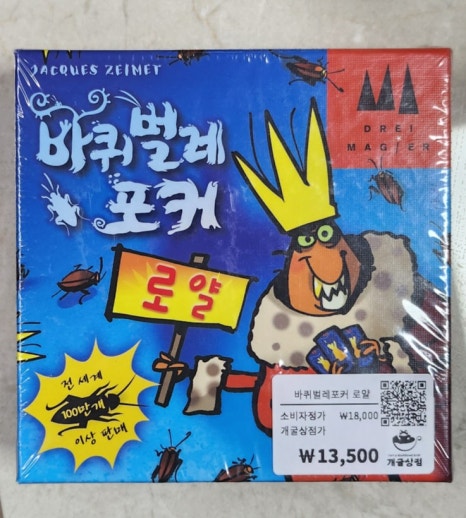 JACQUES ZEIMET
DREI
MAGIER
바퀴벌레
포커
로얄
전 세계
100만개
이상 판매
바퀴벌레포커 로얄
소비자정가 ₩18,000
개굴상점가
₩13,500
개굴상점